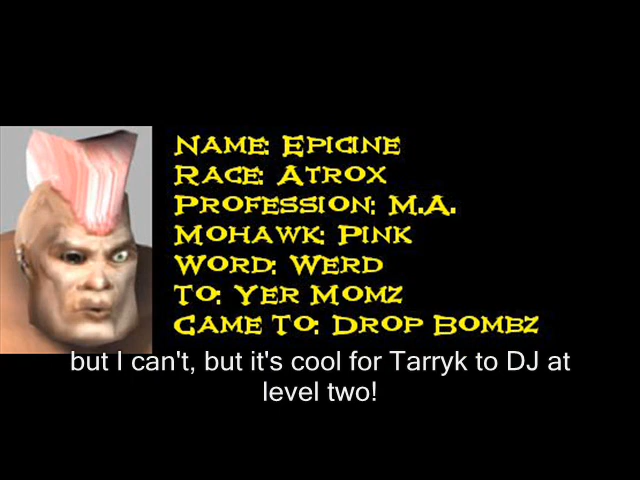 Name: Epicine
Race: Atrox
Profession: M.A.
Mohawk: Pink
Word: Werd
To: Yer Momz
Came To: Drop Bombz
but I can't, but it's cool for Tarryk to DJ at
level two!